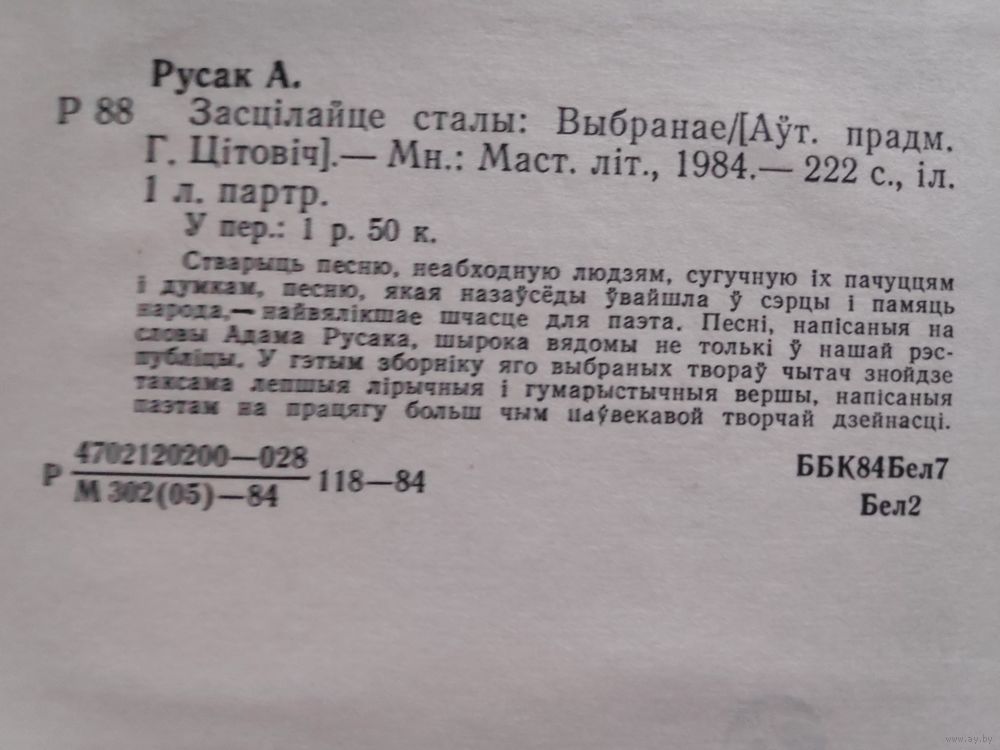 Русак А.
Р 88 Засцілайце сталы: Выбранае/[Аўт. прадм.
Г. Цітовіч].— Мн.: Маст. літ., 1984.— 222 с., іл.
1 л. партр.
У пер.: 1 р. 50 к.
Стварыць песню, неабходную людзям, сугучную іх пачуццям
і думкам, песню, якая назаўсёды ўвайшла ў сэрцы і памяць
народа,— найвялікшае шчасце для паэта. Песні, напісаныя на
словы Адама Русака, шырока вядомы не толькі ў нашай рэс-
публіцы. У гэтым зборніку яго выбраных твораў чытач знойдзе
таксама лепшыя лірычныя і гумарыстычныя вершы, напісаныя
паэтам на працягу больш чым паўвекавой творчай дзейнасці.
Р 4702120200—028 118—84 ББК84Бел7
М 302(05)—84 Бел2
www.ay.by